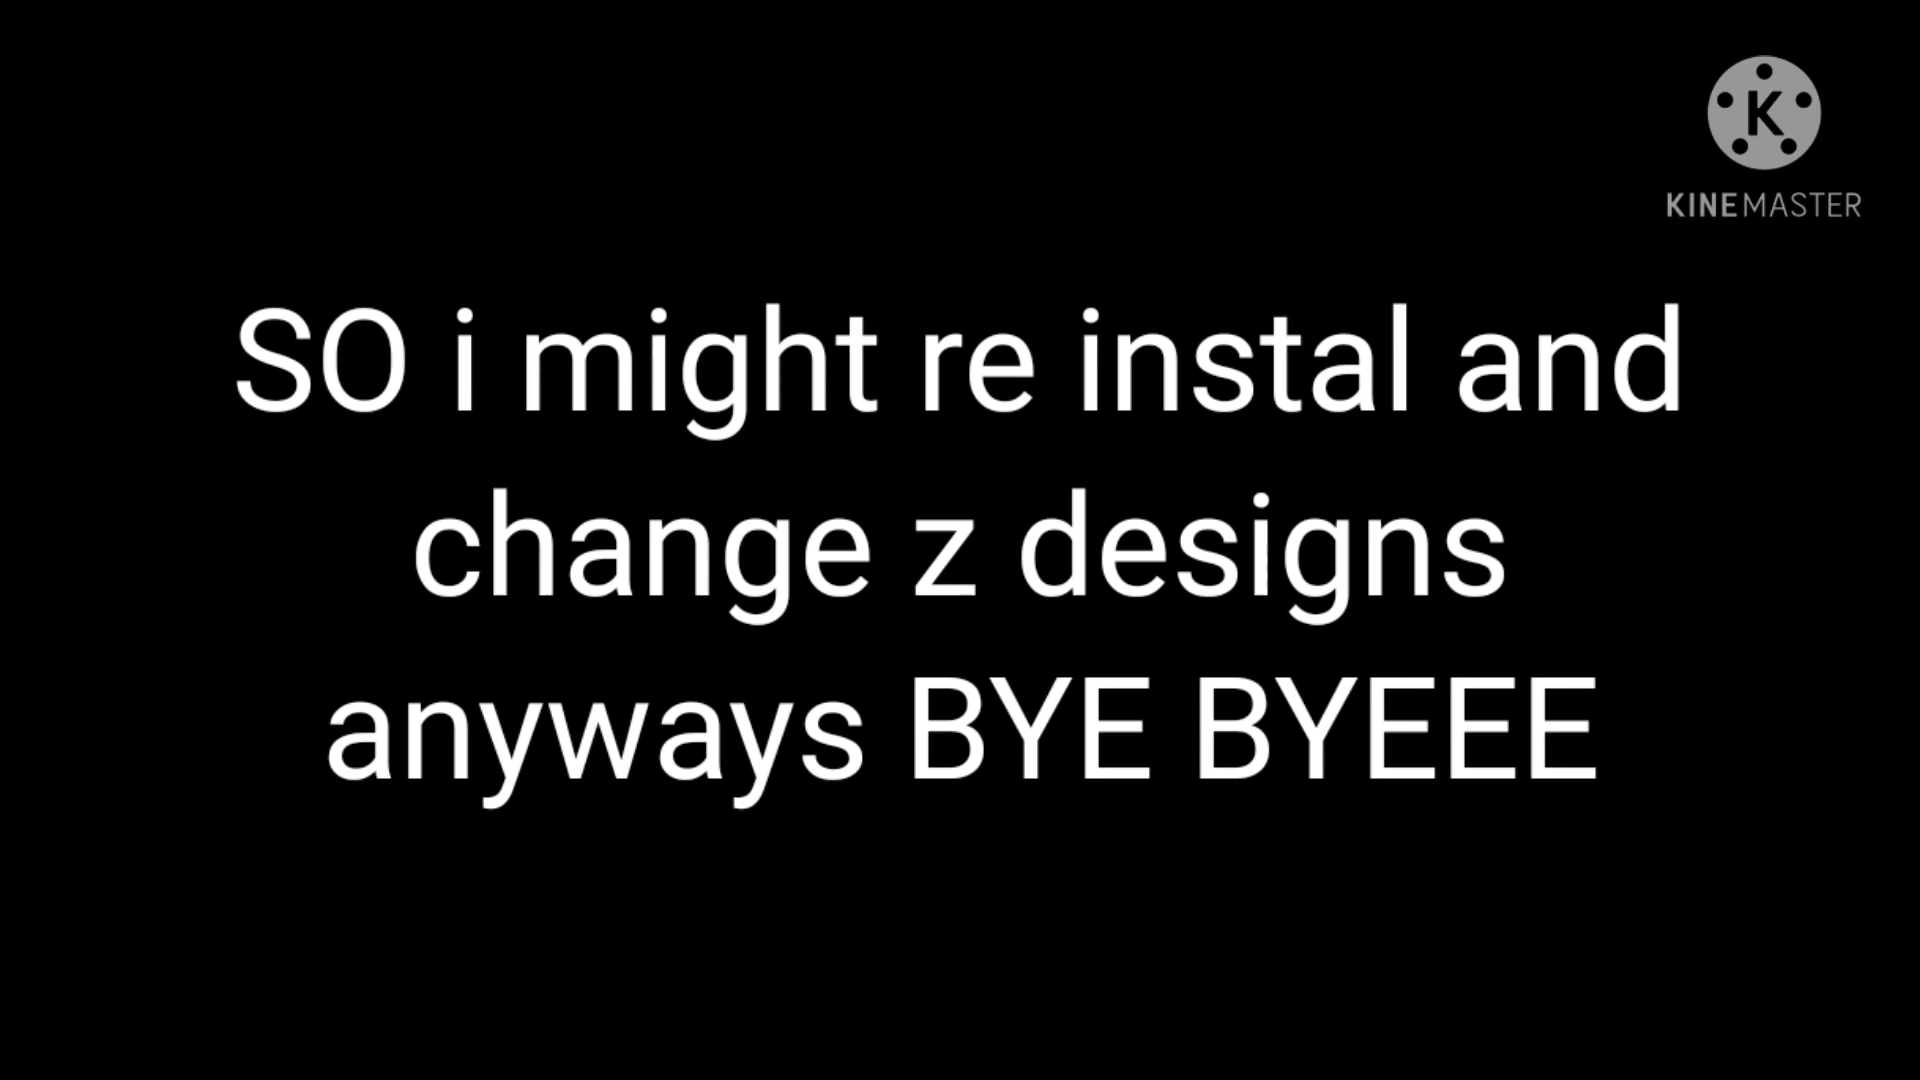 K
KINEMASTER
SO i might re instal and
change z designs
anyways BYE BYEEE